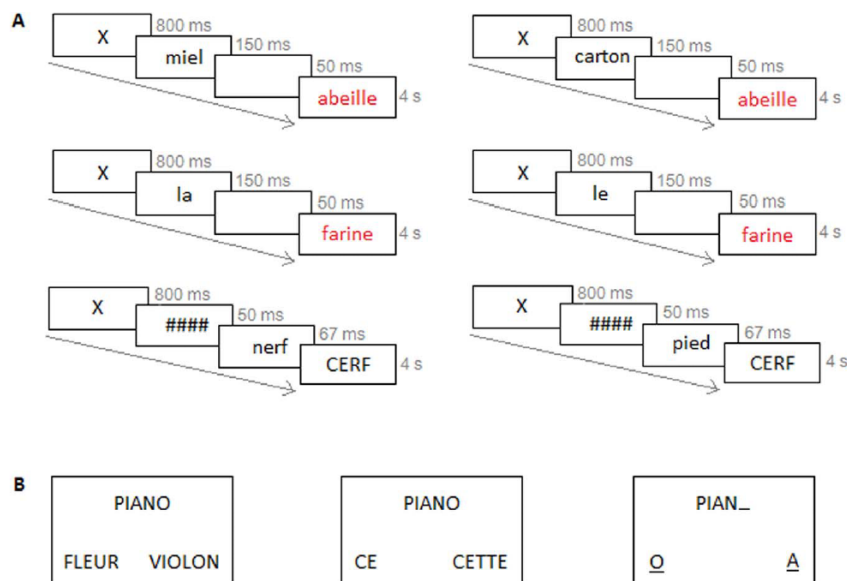 A
X 800 ms miel 150 ms 50 ms abeille 4 s
X 800 ms carton 150 ms 50 ms abeille 4 s
X 800 ms la 150 ms 50 ms farine 4 s
X 800 ms le 150 ms 50 ms farine 4 s
X 800 ms #### 50 ms nerf 67 ms CERF 4 s
X 800 ms #### 50 ms pied 67 ms CERF 4 s
B
PIANO
FLEUR VIOLON
PIANO
CE CETTE
PIAN_
O A